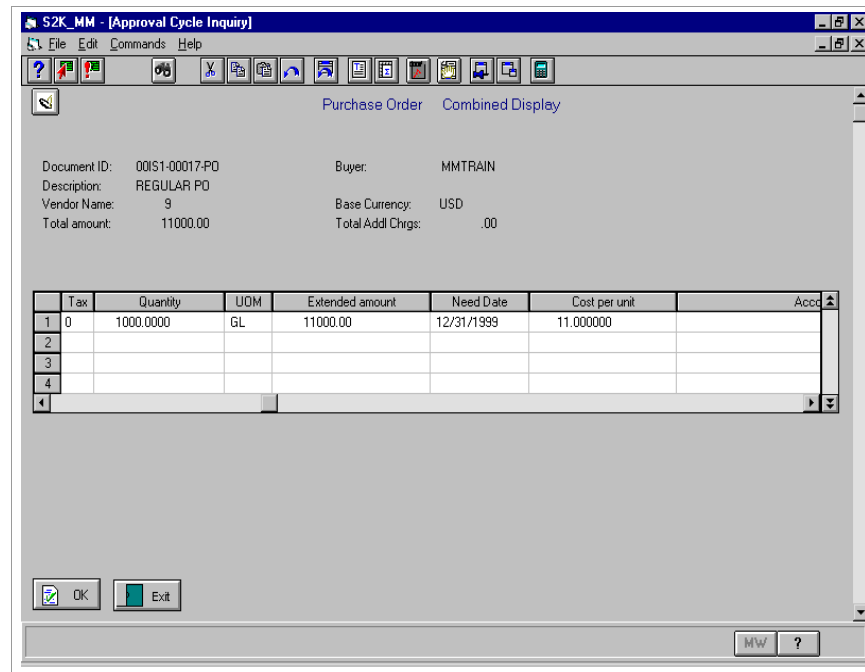 S2K_MM - [Approval Cycle Inquiry]
File Edit Commands Help
Purchase Order Combined Display
Document ID: 00IS1-00017-PO Buyer: MMTRAIN
Description: REGULAR PO
Vendor Name: 9 Base Currency: USD
Total amount: 11000.00 Total Addl Chrgs: .00
Tax Quantity UOM Extended amount Need Date Cost per unit Acco
1 0 1000.0000 GL 11000.00 12/31/1999 11.000000
2
3
4
OK Exit
MW ?